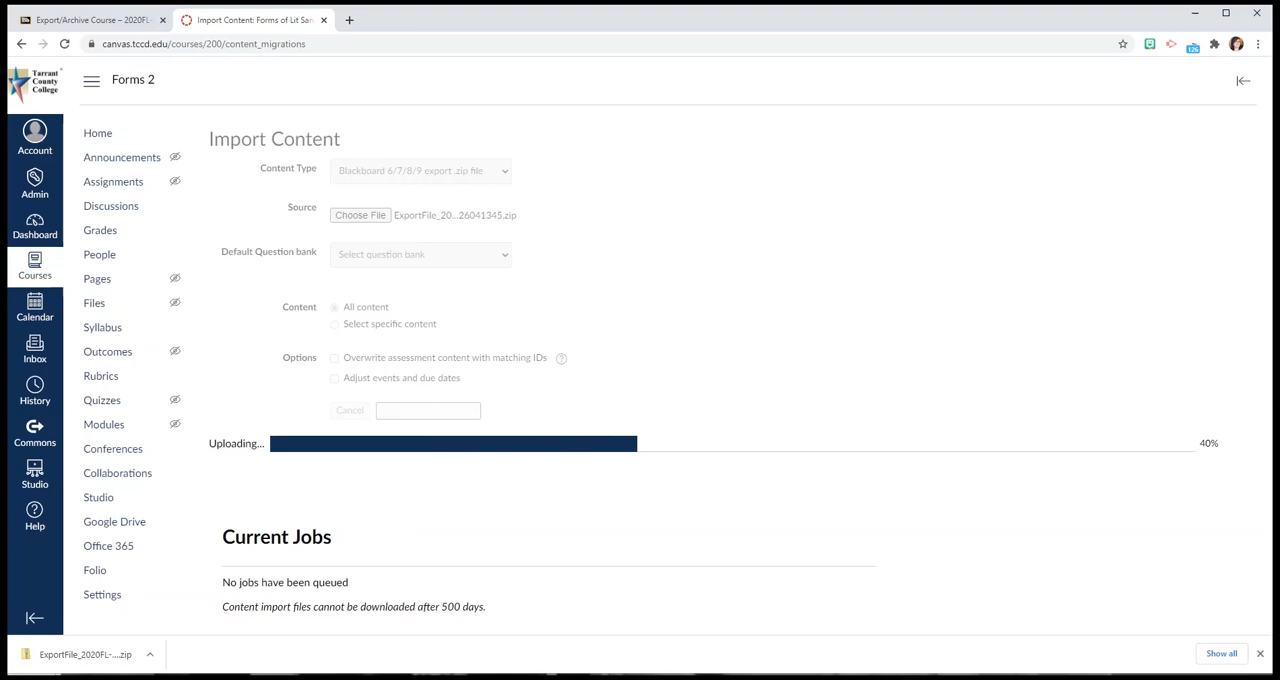 Export/Archive Course – 2020FL-
Import Content: Forms of Lit San
canvas.tccd.edu/courses/200/content_migrations
126
Tarrant
County
College
Forms 2
Account
Admin
Dashboard
Courses
Calendar
Inbox
History
Commons
Studio
Help
Home
Announcements
Assignments
Discussions
Grades
People
Pages
Files
Syllabus
Outcomes
Rubrics
Quizzes
Modules
Conferences
Collaborations
Studio
Google Drive
Office 365
Folio
Settings
Import Content
Content Type Blackboard 6/7/8/9 export .zip file
Source Choose File ExportFile_20...26041345.zip
Default Question bank Select question bank
Content All content
Select specific content
Options Overwrite assessment content with matching IDs ?
Adjust events and due dates
Cancel
Uploading... 40%
Current Jobs
No jobs have been queued
Content import files cannot be downloaded after 500 days.
ExportFile_2020FL-....zip
Show all